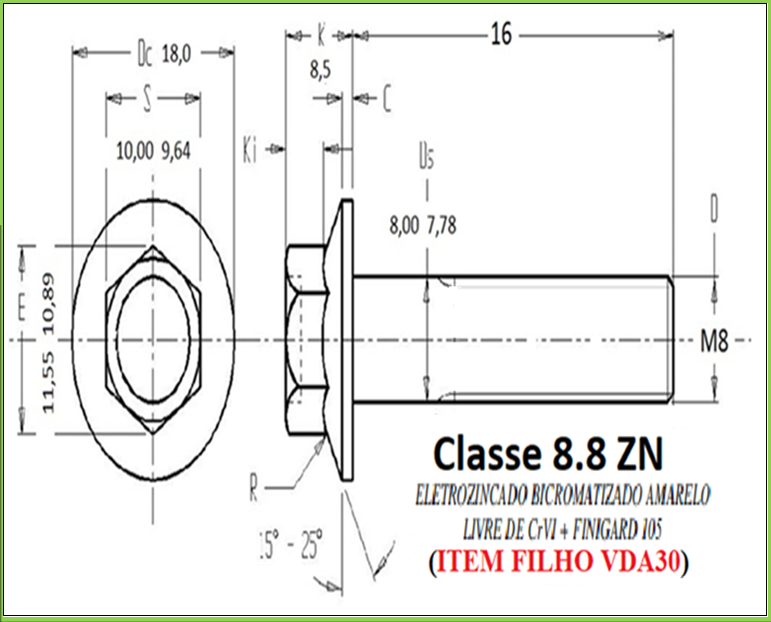 K
16
Dc 18,0
8,5
S
C
10,00 9,64
Ki
Us
8,00 7,78
D
E
11,55 10,89
M8
R
15° - 25°
Classe 8.8 ZN
ELETROZINCADO BICROMATIZADO AMARELO
LIVRE DE CrVI + FINIGARD 105
(ITEM FILHO VDA30)